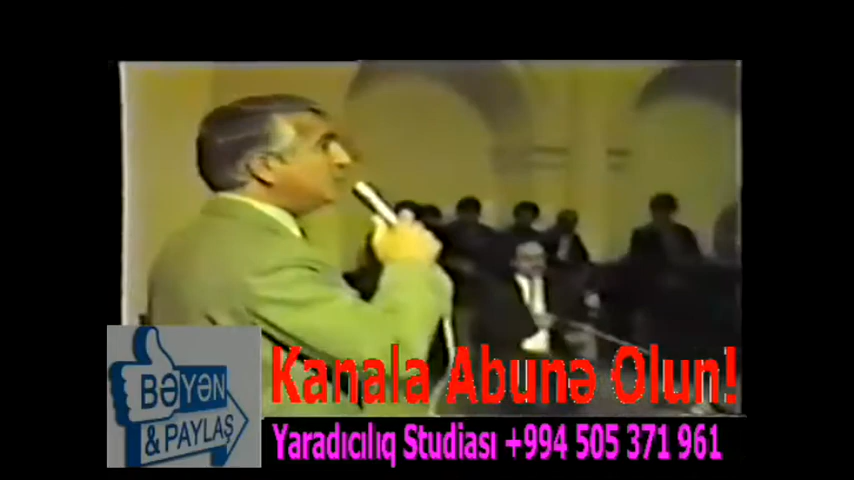 BƏYƏN
& PAYLAŞ
Kanala Abunə Olun!
Yaradıcılıq Studiası +994 505 371 961